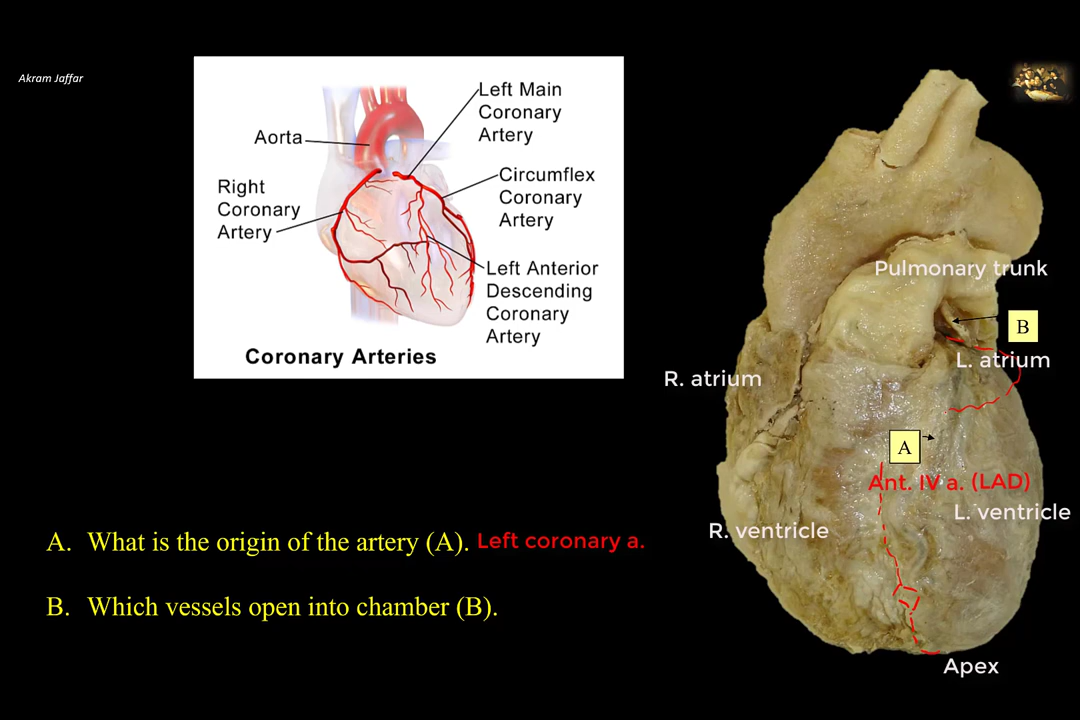 Akram Jaffar
Left Main
Coronary
Artery
Aorta
Circumflex
Coronary
Artery
Right
Coronary
Artery
Left Anterior
Descending
Coronary
Artery
Coronary Arteries
Pulmonary trunk
B
L. atrium
R. atrium
A
Ant. IV a. (LAD)
L. ventricle
R. ventricle
Apex
A. What is the origin of the artery (A). Left coronary a.
B. Which vessels open into chamber (B).